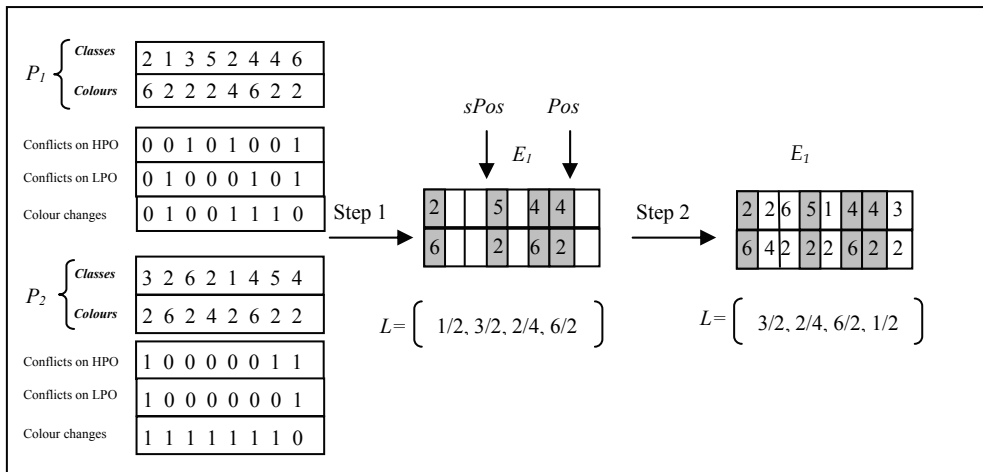 Classes
2 1 3 5 2 4 4 6
P1
Colours
6 2 2 2 4 6 2 2
Conflicts on HPO
0 0 1 0 1 0 0 1
Conflicts on LPO
0 1 0 0 0 1 0 1
Colour changes
0 1 0 0 1 1 1 0
Classes
3 2 6 2 1 4 5 4
P2
Colours
2 6 2 4 2 6 2 2
Conflicts on HPO
1 0 0 0 0 0 1 1
Conflicts on LPO
1 0 0 0 0 0 0 1
Colour changes
1 1 1 1 1 1 1 0
Step 1
sPos
Pos
E1
2 5 4 4
6 2 6 2
L= 1/2, 3/2, 2/4, 6/2
Step 2
E1
2 2 6 5 1 4 4 3
6 4 2 2 2 6 2 2
L= 3/2, 2/4, 6/2, 1/2